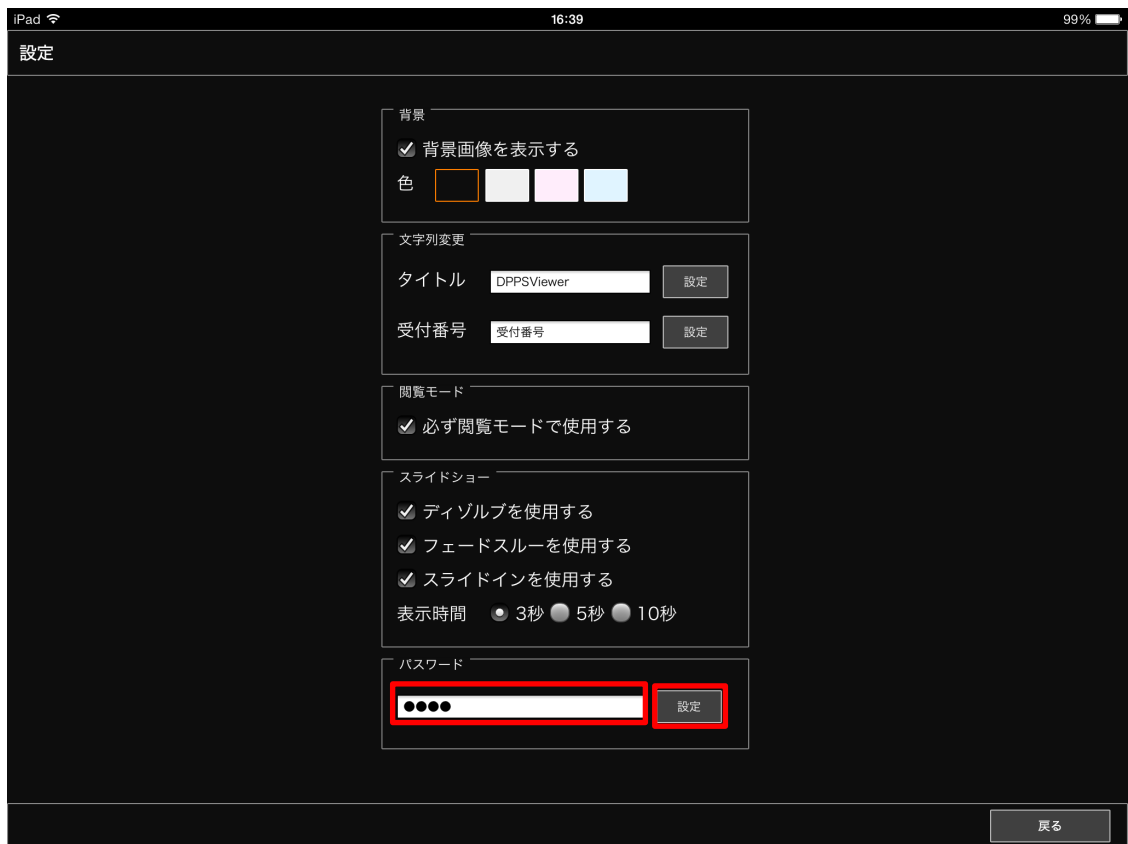 iPad 16:39 99%
設定
背景
背景画像を表示する
色
文字列変更
タイトル DPPSViewer 設定
受付番号 受付番号 設定
閲覧モード
必ず閲覧モードで使用する
スライドショー
ディゾルブを使用する
フェードスルーを使用する
スライドインを使用する
表示時間 3秒 5秒 10秒
パスワード
●●●● 設定
戻る